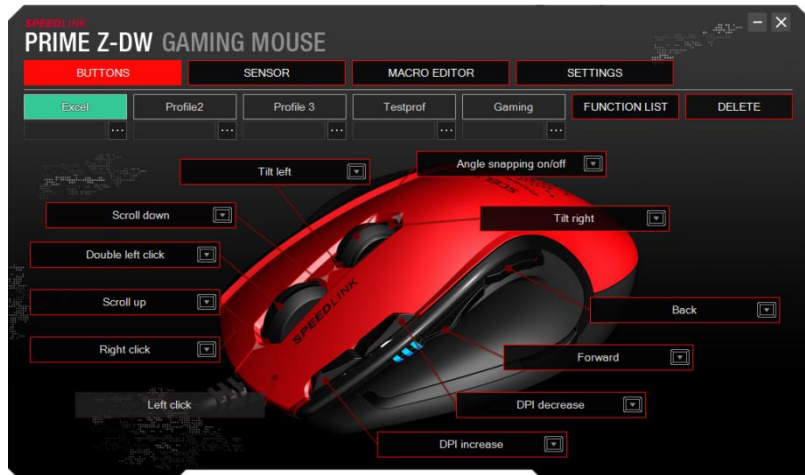 SPEEDLINK
PRIME Z-DW GAMING MOUSE
BUTTONS SENSOR MACRO EDITOR SETTINGS
Excel Profile2 Profile 3 Testprof Gaming FUNCTION LIST DELETE
Tilt left
Angle snapping on/off
Scroll down
Tilt right
Double left click
Scroll up
Back
Right click
Forward
Left click
DPI decrease
DPI increase
SPEEDLINK